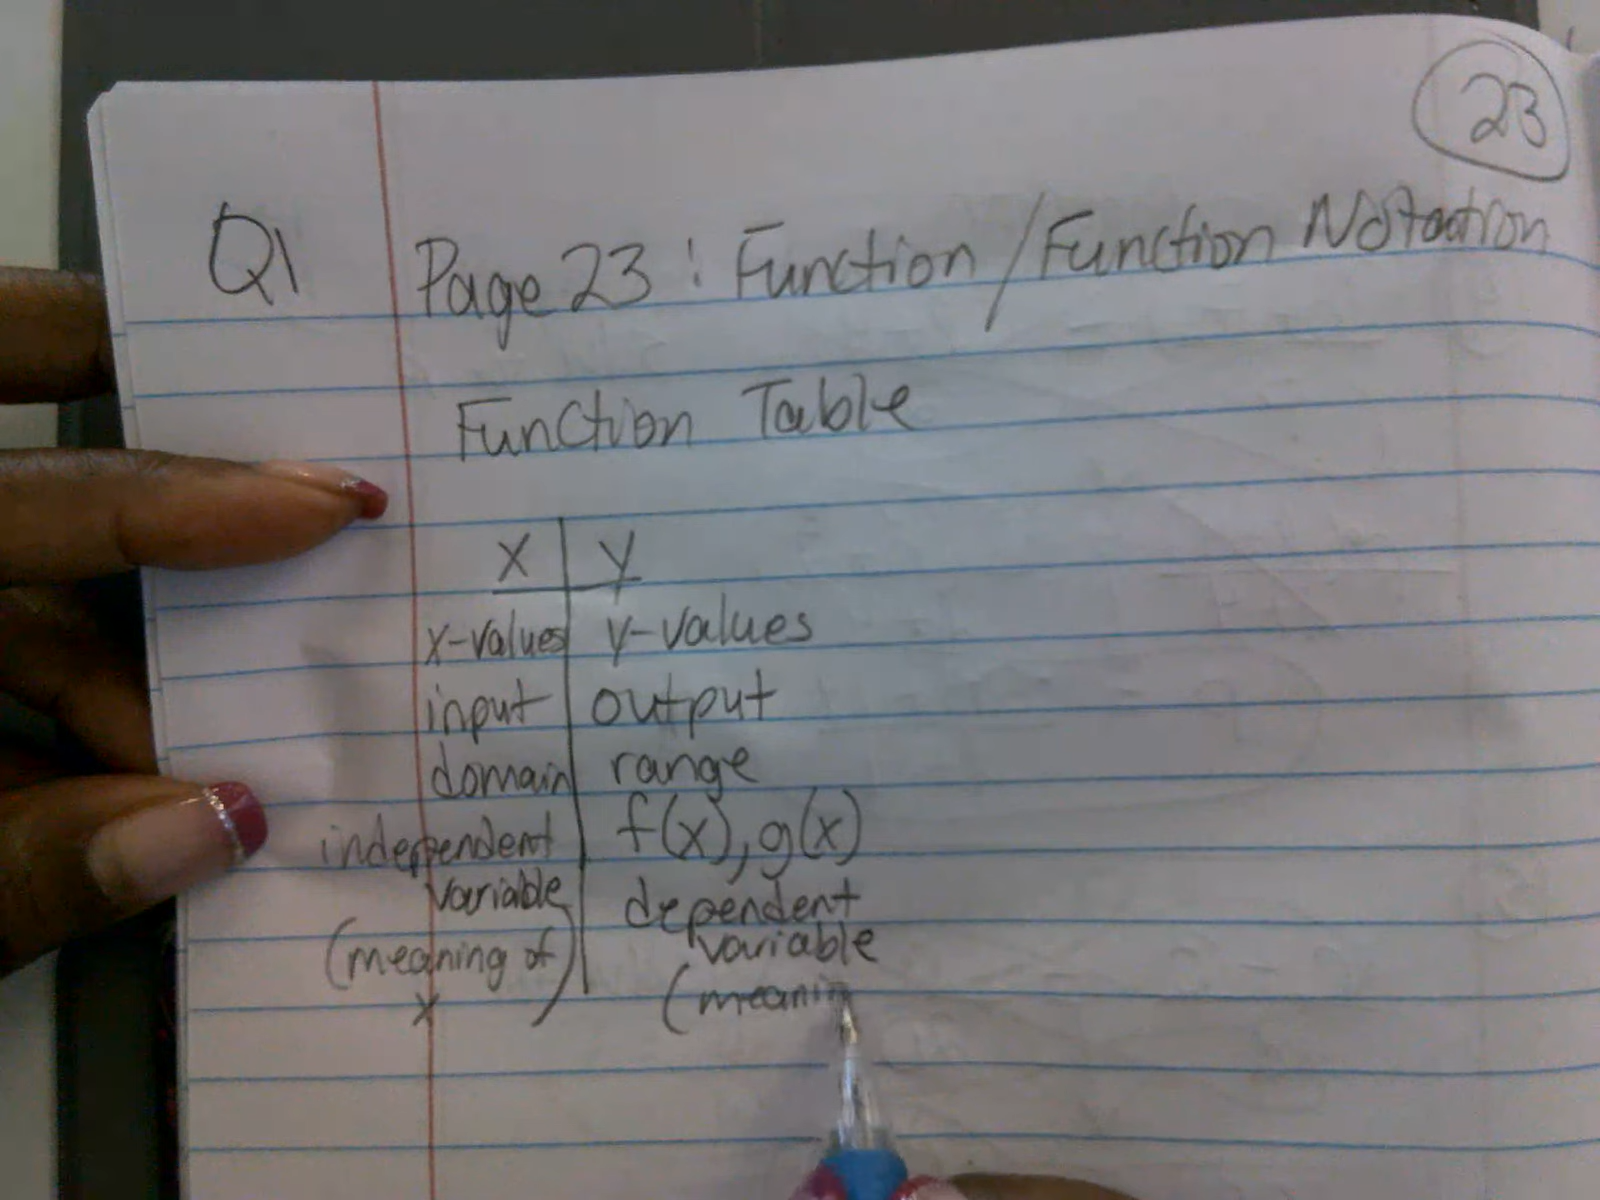 23
Q1 Page 23: Function/Function Notation
Function Table
x y
x-values y-values
input output
domain range
independent f(x), g(x)
variable dependent
variable
(meaning of
x) (meanin